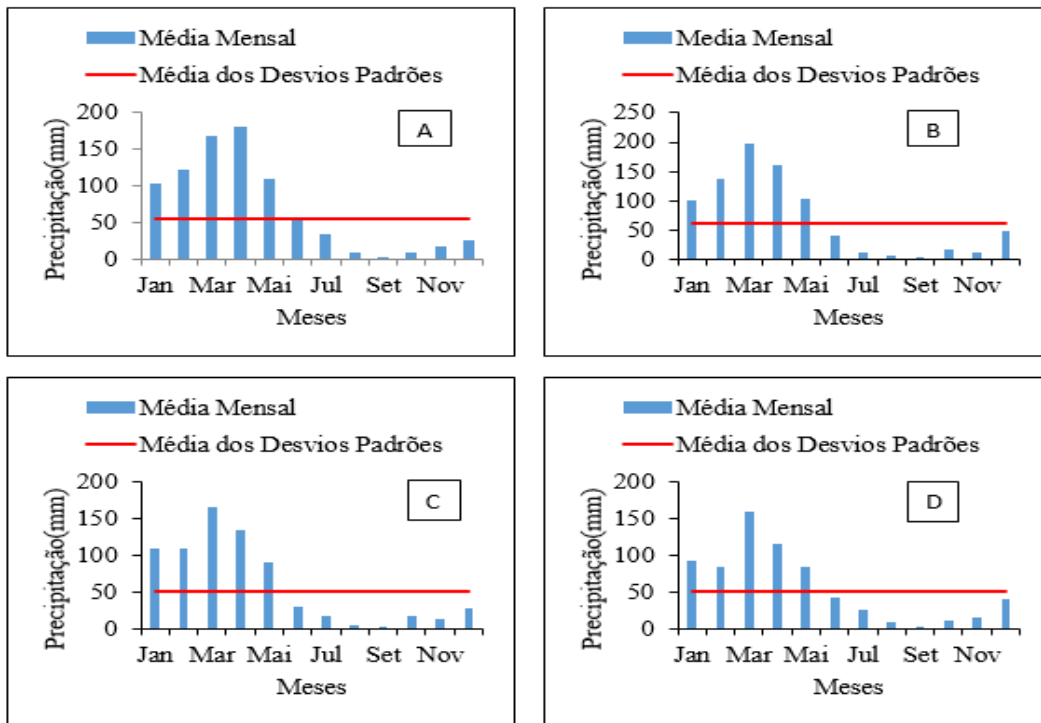 Média Mensal
Média dos Desvios Padrões
A
Precipitação(mm)
200
150
100
50
0
Jan Mar Mai Jul Set Nov
Meses
Media Mensal
Média dos Desvios Padrões
B
Precipitação(mm)
250
200
150
100
50
0
Jan Mar Mai Jul Set Nov
Meses
Média Mensal
Média dos Desvios Padrões
C
Precipitação(mm)
200
150
100
50
0
Jan Mar Mai Jul Set Nov
Meses
Média Mensal
Média dos Desvios Padrões
D
Precipitação(mm)
200
150
100
50
0
Jan Mar Mai Jul Set Nov
Meses